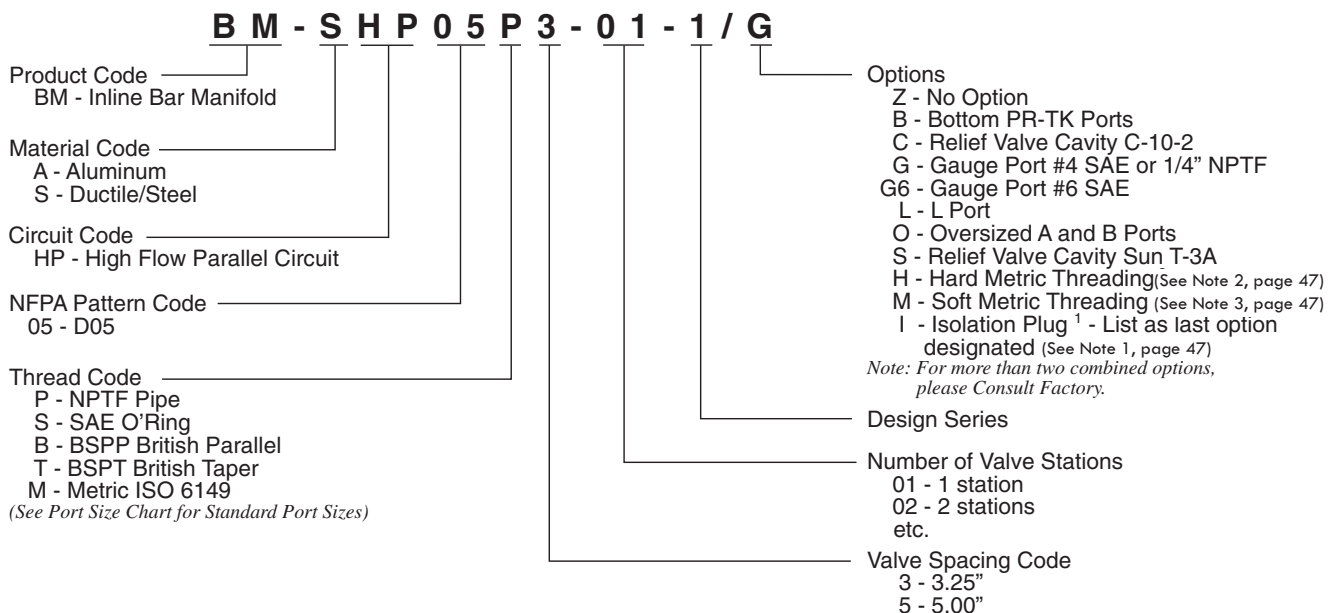 BM-SHP05P3-01-1/G
Product Code
BM - Inline Bar Manifold
Material Code
A - Aluminum
S - Ductile/Steel
Circuit Code
HP - High Flow Parallel Circuit
NFPA Pattern Code
05 - D05
Thread Code
P - NPTF Pipe
S - SAE O'Ring
B - BSPP British Parallel
T - BSPT British Taper
M - Metric ISO 6149
(See Port Size Chart for Standard Port Sizes)
Options
Z - No Option
B - Bottom PR-TK Ports
C - Relief Valve Cavity C-10-2
G - Gauge Port #4 SAE or 1/4” NPTF
G6 - Gauge Port #6 SAE
L - L Port
O - Oversized A and B Ports
S - Relief Valve Cavity Sun T-3A
H - Hard Metric Threading(See Note 2, page 47)
M - Soft Metric Threading (See Note 3, page 47)
I - Isolation Plug ¹ - List as last option
designated (See Note 1, page 47)
Note: For more than two combined options,
please Consult Factory.
Design Series
Number of Valve Stations
01 - 1 station
02 - 2 stations
etc.
Valve Spacing Code
3 - 3.25”
5 - 5.00”